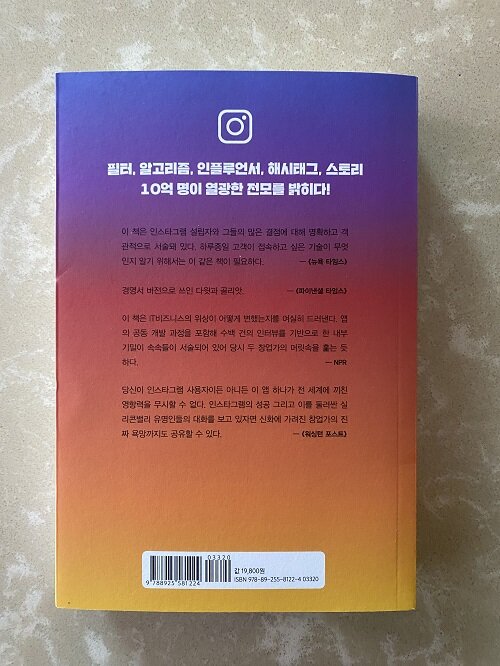 필터, 알고리즘, 인플루언서, 해시태그, 스토리
10억 명이 열광한 전모를 밝히다!
이 책은 인스타그램 설립자와 그들의 많은 결점에 대해 명확하고 객
관적으로 서술돼 있다. 하루종일 고객이 접속하고 싶은 기술이 무엇
인지 알기 위해서는 이 같은 책이 필요하다. ―《뉴욕 타임스》
경영서 버전으로 쓰인 다윗과 골리앗. ―《파이낸셜 타임스》
이 책은 IT비즈니스의 위상이 어떻게 변했는지를 여실히 드러낸다. 앱
의 공동 개발 과정을 포함해 수백 건의 인터뷰를 기반으로 한 내부
기밀이 속속들이 서술되어 있어 당시 두 창업가의 머릿속을 훑는 듯
하다. ― NPR
당신이 인스타그램 사용자이든 아니든 이 앱 하나가 전 세계에 끼친
영향력을 무시할 수 없다. 인스타그램의 성공 그리고 이를 둘러싼 실
리콘밸리 유명인들의 대화를 보고 있자면 신화에 가려진 창업가의 진
짜 욕망까지도 공유할 수 있다. ―《워싱턴 포스트》
03320
9 788925 581224
값 19,800원
ISBN 978-89-255-8122-4 03320